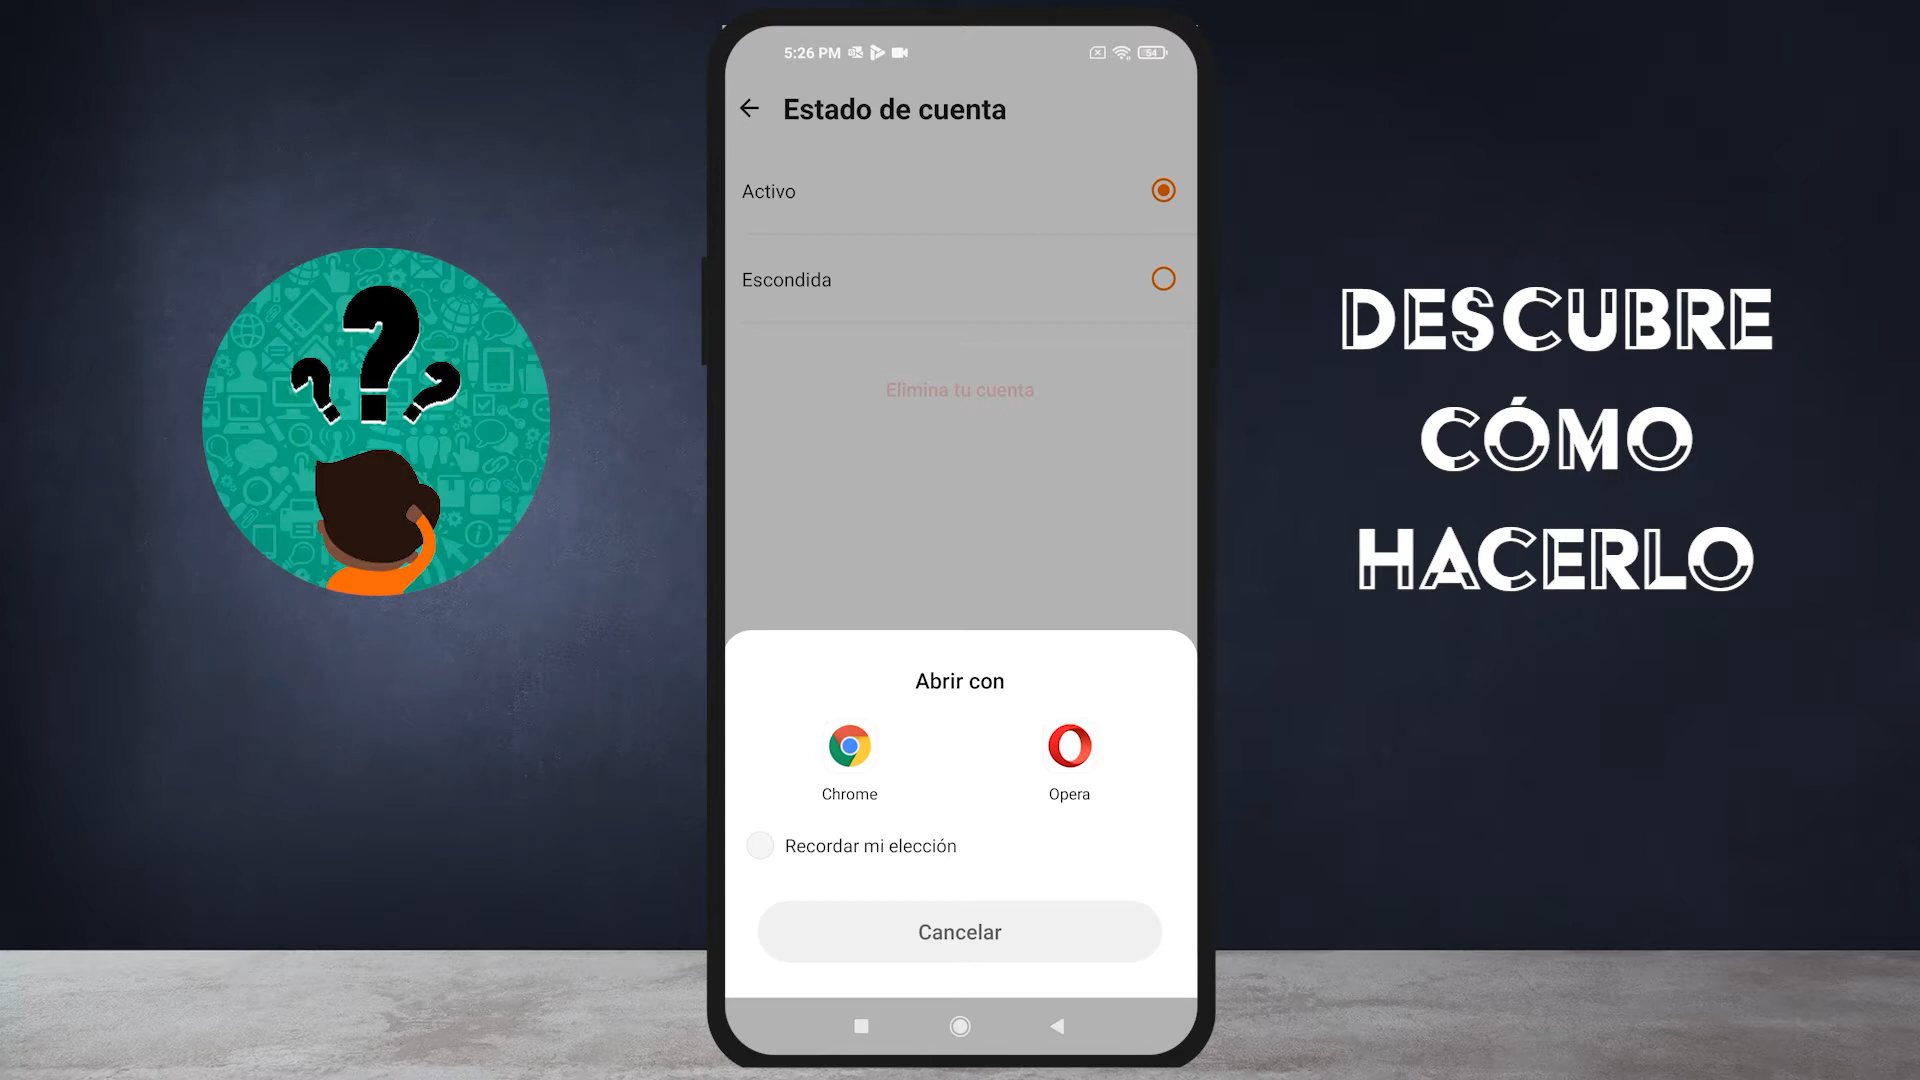 5:26 PM
54
Estado de cuenta
Activo
Escondida
Elimina tu cuenta
Abrir con
Chrome
Opera
Recordar mi elección
Cancelar
DESCUBRE
CÓMO
HACERLO